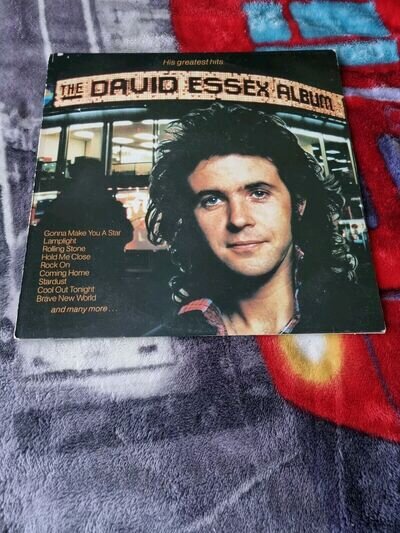 His greatest hits
THE DAVID ESSEX ALBUM
Gonna Make You A Star
Lamplight
Rolling Stone
Hold Me Close
Rock On
Coming Home
Stardust
Cool Out Tonight
Brave New World
and many more...